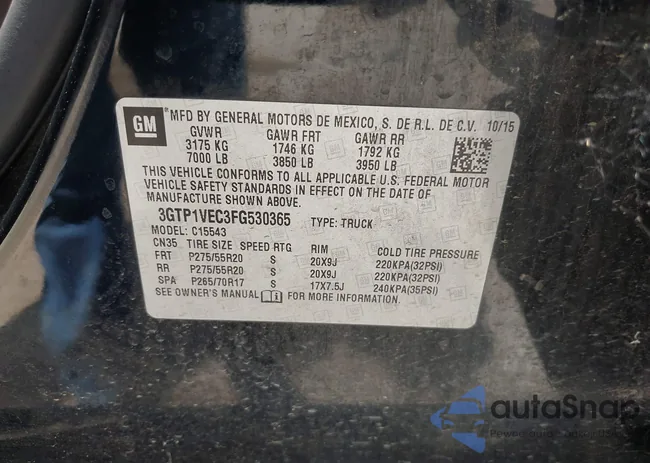 GM
MFD BY GENERAL MOTORS DE MEXICO, S. DE R.L. DE C.V. 10/15
GVWR GAWR FRT GAWR RR
3175 KG 1746 KG 1792 KG
7000 LB 3850 LB 3950 LB
THIS VEHICLE CONFORMS TO ALL APPLICABLE U.S. FEDERAL MOTOR
VEHICLE SAFETY STANDARDS IN EFFECT ON THE DATE OF
MANUFACTURE SHOWN ABOVE.
3GTP1VEC3FG530365 TYPE: TRUCK
MODEL: C15543
CN35 TIRE SIZE SPEED RTG RIM COLD TIRE PRESSURE
FRT P275/55R20 S 20X9J 220KPA(32PSI)
RR P275/55R20 S 20X9J 220KPA(32PSI)
SPA P265/70R17 S 17X7.5J 240KPA(35PSI)
SEE OWNER'S MANUAL i FOR MORE INFORMATION.
autaSnap